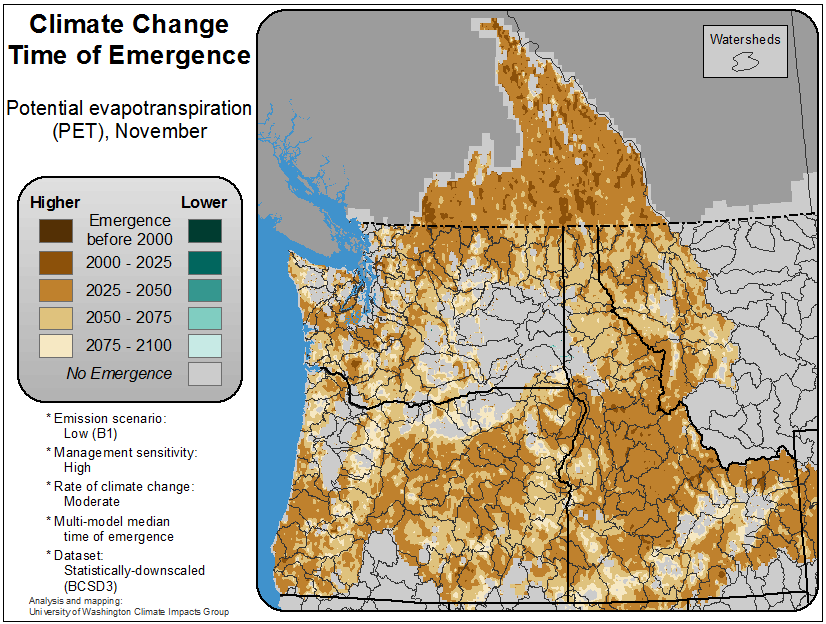 Climate Change
Time of Emergence
Potential evapotranspiration
(PET), November
Higher
Lower
Emergence
before 2000
2000 - 2025
2025 - 2050
2050 - 2075
2075 - 2100
No Emergence
* Emission scenario:
Low (B1)
* Management sensitivity:
High
* Rate of climate change:
Moderate
* Multi-model median
time of emergence
* Dataset:
Statistically-downscaled
(BCSD3)
Analysis and mapping:
University of Washington Climate Impacts Group
Watersheds